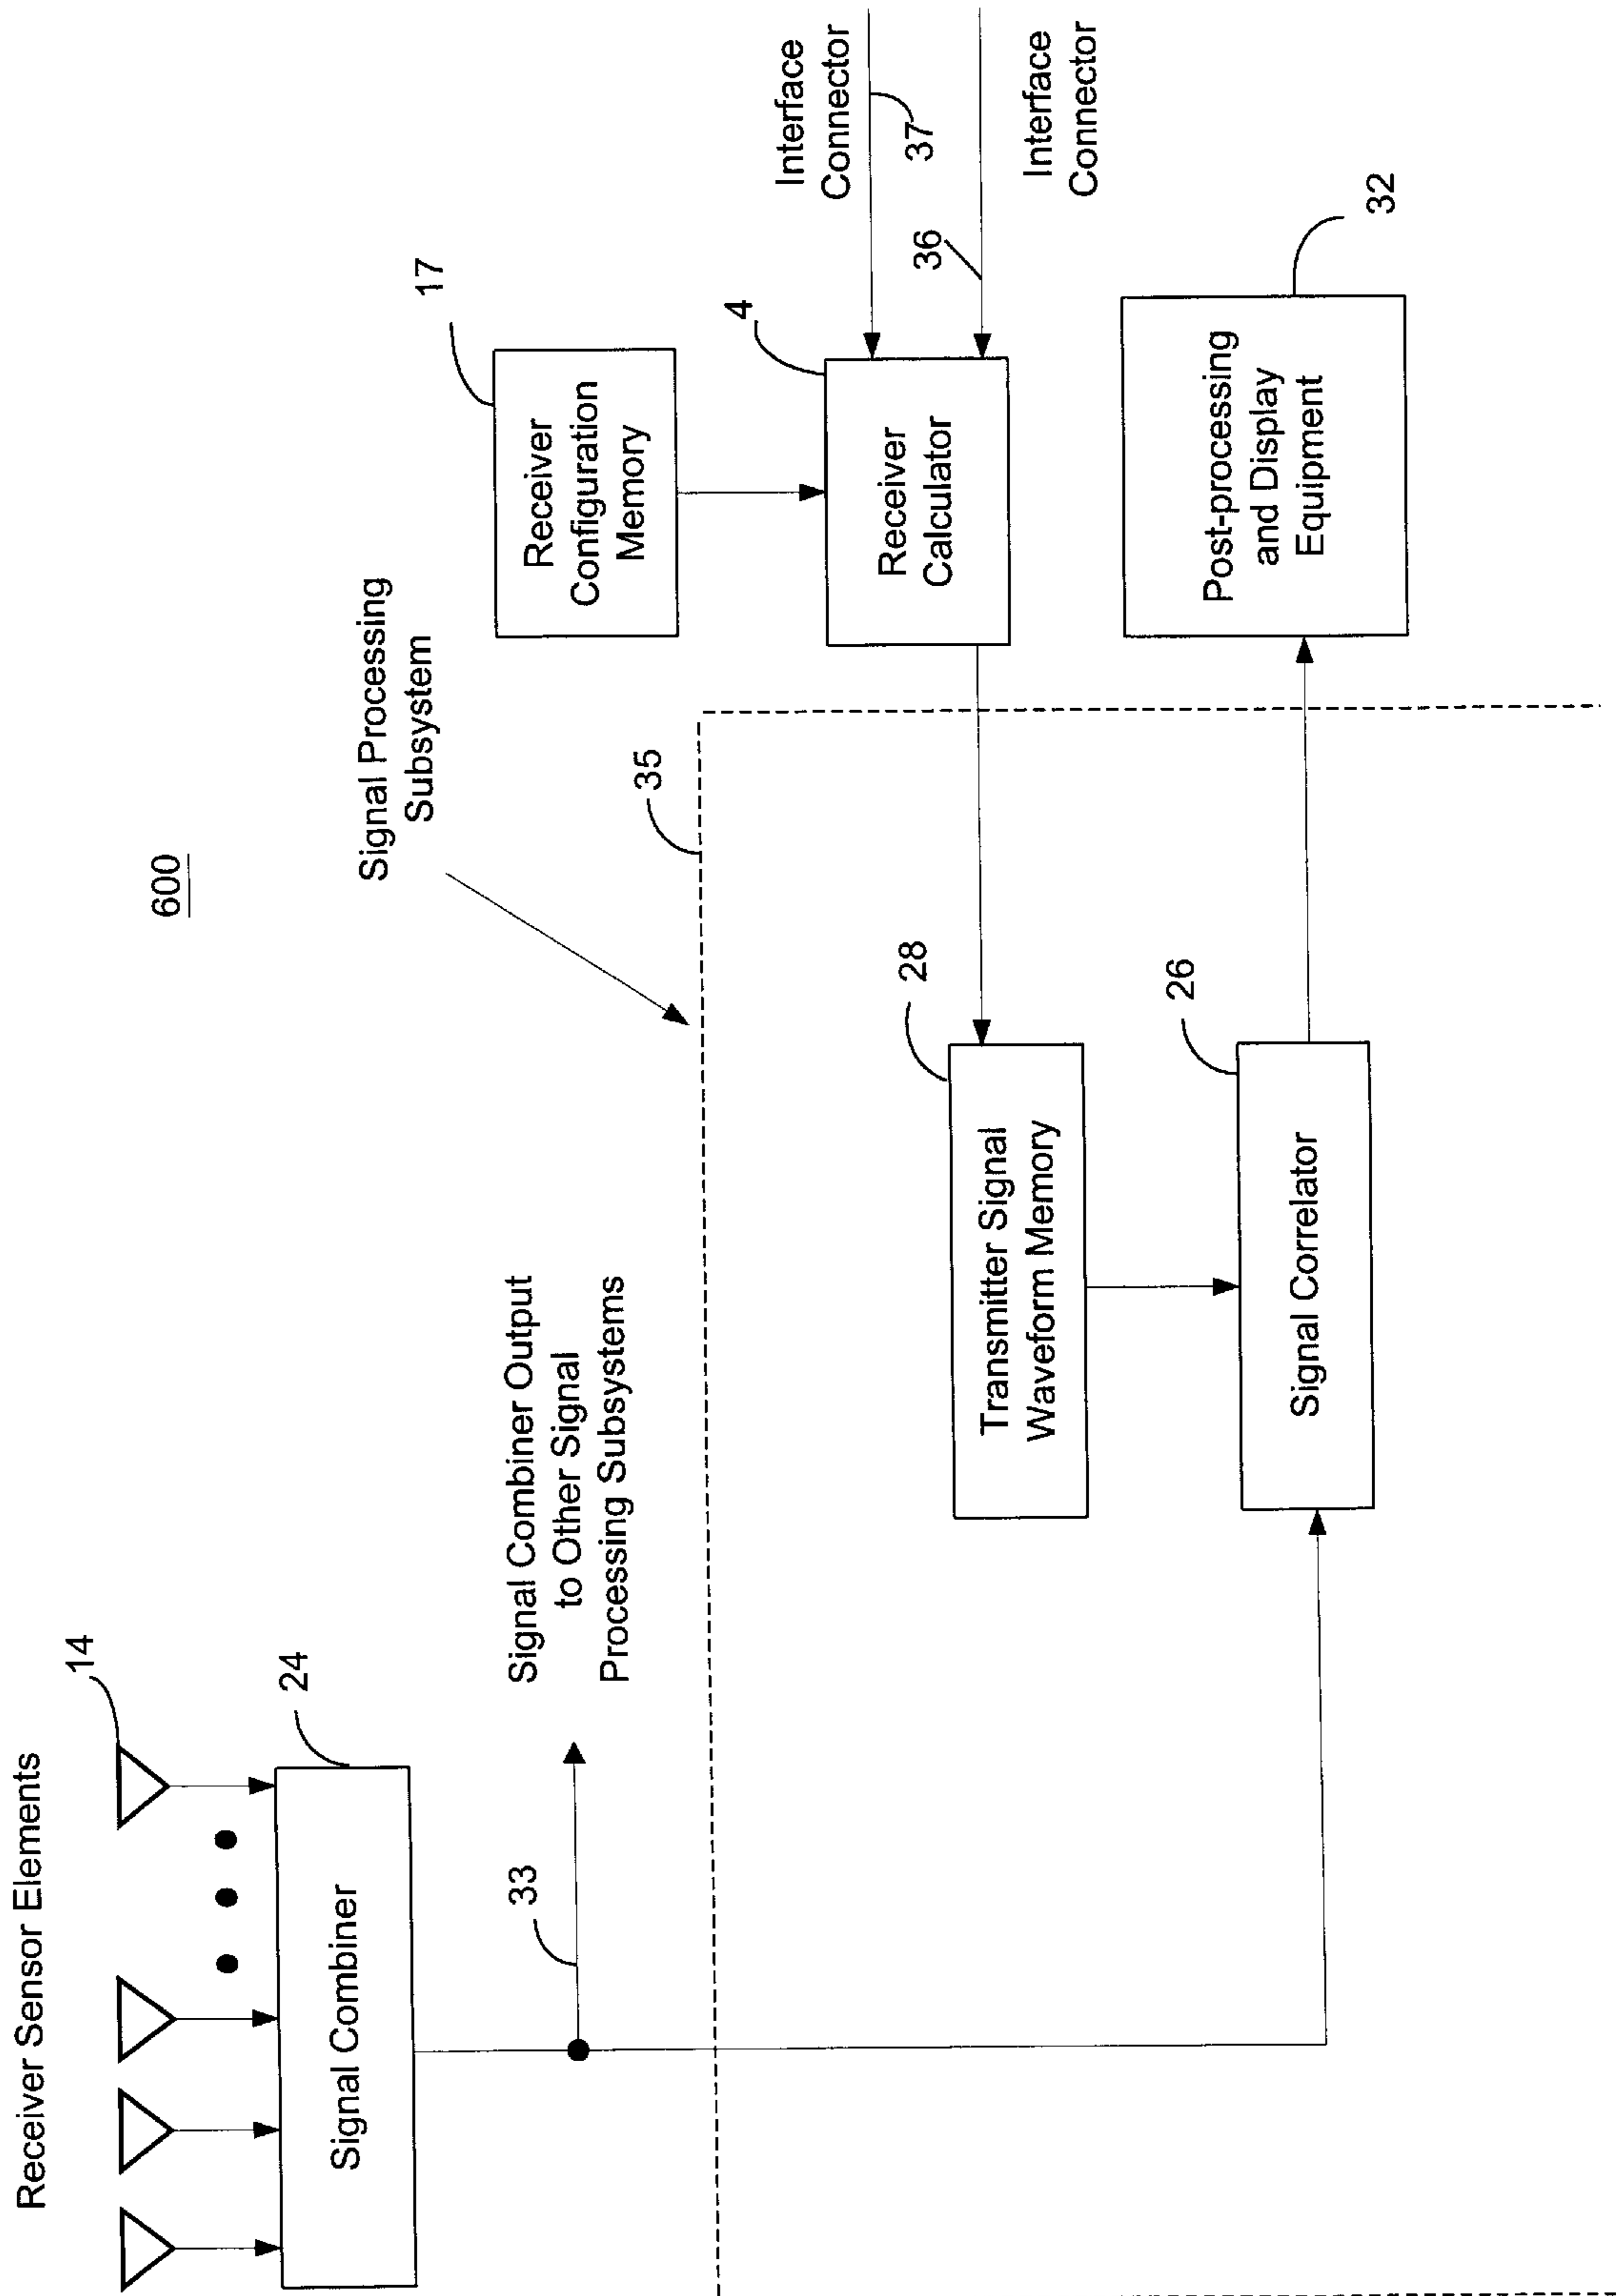 600
Receiver Sensor Elements
14
24
Signal Combiner
33
Signal Combiner Output
to Other Signal
Processing Subsystems
Signal Processing
Subsystem
35
17
Receiver
Configuration
Memory
4
Receiver
Calculator
Interface
Connector
37
36
Interface
Connector
28
Transmitter Signal
Waveform Memory
26
Signal Correlator
Post-processing
and Display
Equipment
32